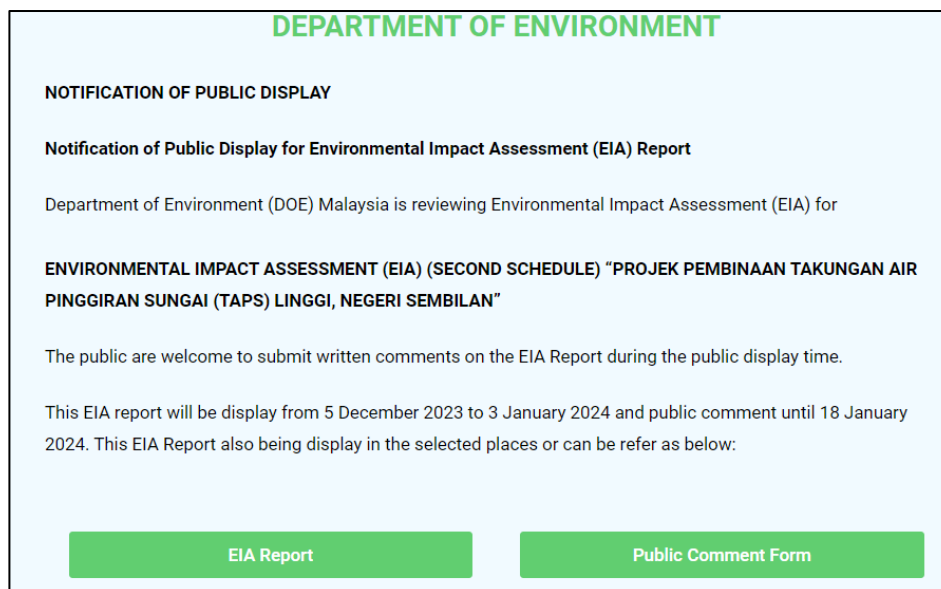 DEPARTMENT OF ENVIRONMENT
NOTIFICATION OF PUBLIC DISPLAY
Notification of Public Display for Environmental Impact Assessment (EIA) Report
Department of Environment (DOE) Malaysia is reviewing Environmental Impact Assessment (EIA) for
ENVIRONMENTAL IMPACT ASSESSMENT (EIA) (SECOND SCHEDULE) “PROJEK PEMBINAAN TAKUNGAN AIR
PINGGIRAN SUNGAI (TAPS) LINGGI, NEGERI SEMBILAN”
The public are welcome to submit written comments on the EIA Report during the public display time.
This EIA report will be display from 5 December 2023 to 3 January 2024 and public comment until 18 January
2024. This EIA Report also being display in the selected places or can be refer as below:
EIA Report
Public Comment Form